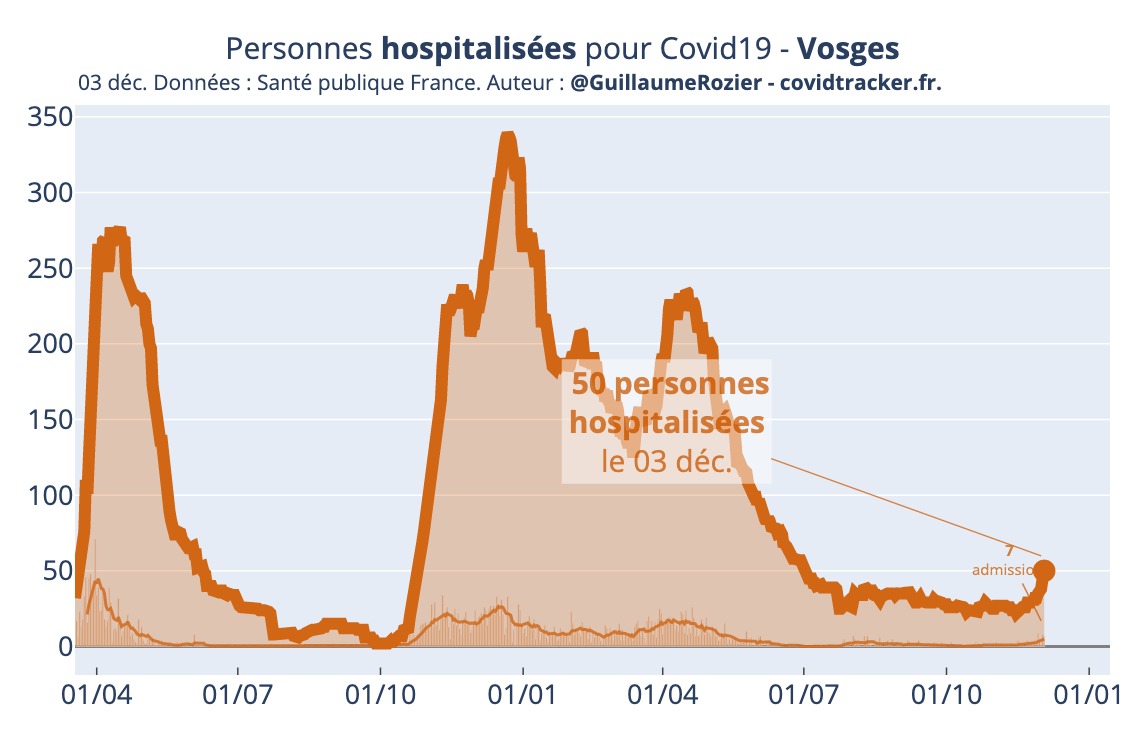 Personnes hospitalisées pour Covid19 - Vosges
03 déc. Données : Santé publique France. Auteur : @GuillaumeRozier - covidtracker.fr.
350
300
250
200
150
100
50
0
50 personnes
hospitalisées
le 03 déc.
7
admissio
01/04 01/07 01/10 01/01 01/04 01/07 01/10 01/01